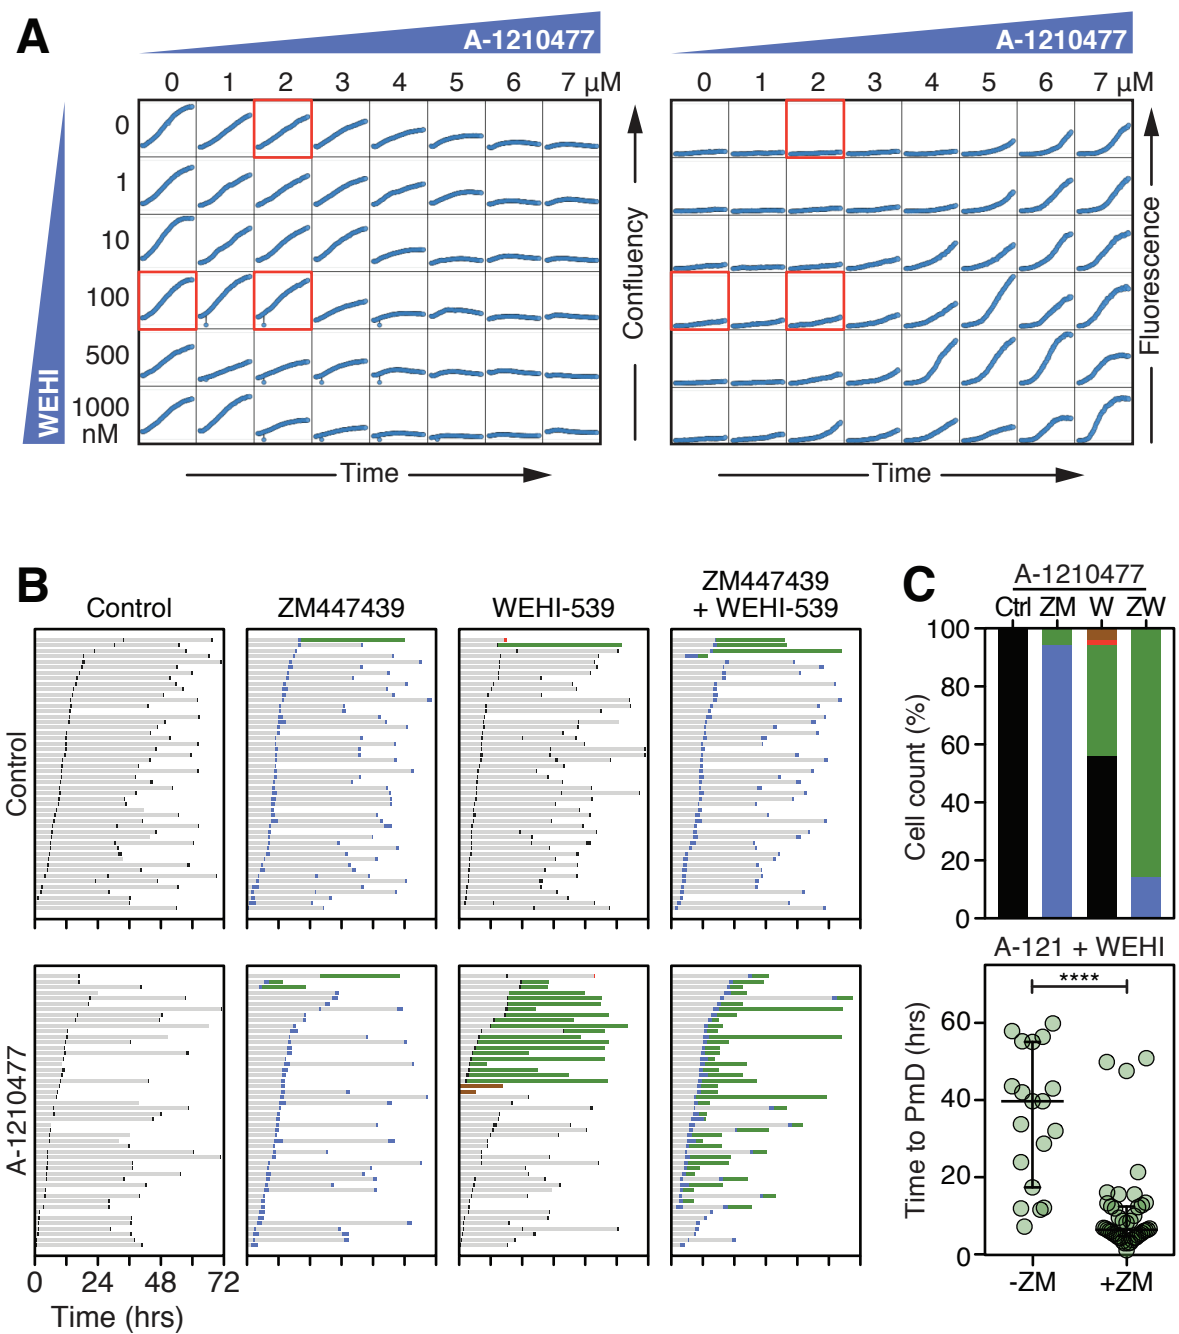 A
A-1210477
A-1210477
0 1 2 3 4 5 6 7 µM
0 1 2 3 4 5 6 7 µM
0
1
10
100
500
1000
nM
WEHI
Confluency
Fluorescence
Time
Time
B
Control
ZM447439
WEHI-539
ZM447439
+ WEHI-539
Control
A-1210477
0 24 48 72
Time (hrs)
C
A-1210477
Ctrl ZM W ZW
100
80
60
40
20
0
Cell count (%)
A-121 + WEHI
****
60
40
20
0
Time to PmD (hrs)
-ZM +ZM